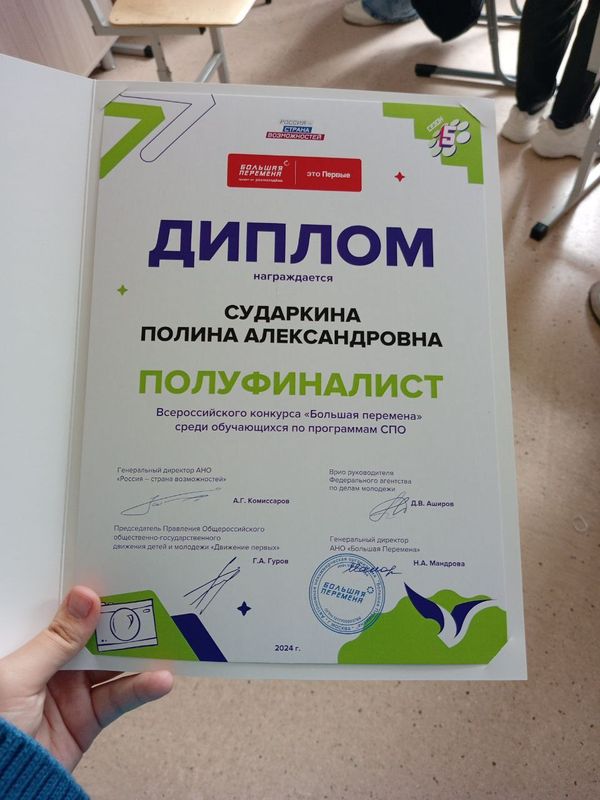 РОССИЯ –
СТРАНА
ВОЗМОЖНОСТЕЙ
СЕЗОН
5
БОЛЬШАЯ
ПЕРЕМЕНА
это Первые
ДИПЛОМ
награждается
СУДАРКИНА
ПОЛИНА АЛЕКСАНДРОВНА
ПОЛУФИНАЛИСТ
Всероссийского конкурса «Большая перемена»
среди обучающихся по программам СПО
Генеральный директор АНО
«Россия – страна возможностей»
А.Г. Комиссаров
Врио руководителя
Федерального агентства
по делам молодежи
Д.В. Аширов
Председатель Правления Общероссийского
общественно-государственного
движения детей и молодежи «Движение первых»
Г.А. Гуров
Генеральный директор
АНО «Большая Перемена»
Н.А. Мандрова
БОЛЬШАЯ
ПЕРЕМЕНА
2024 г.